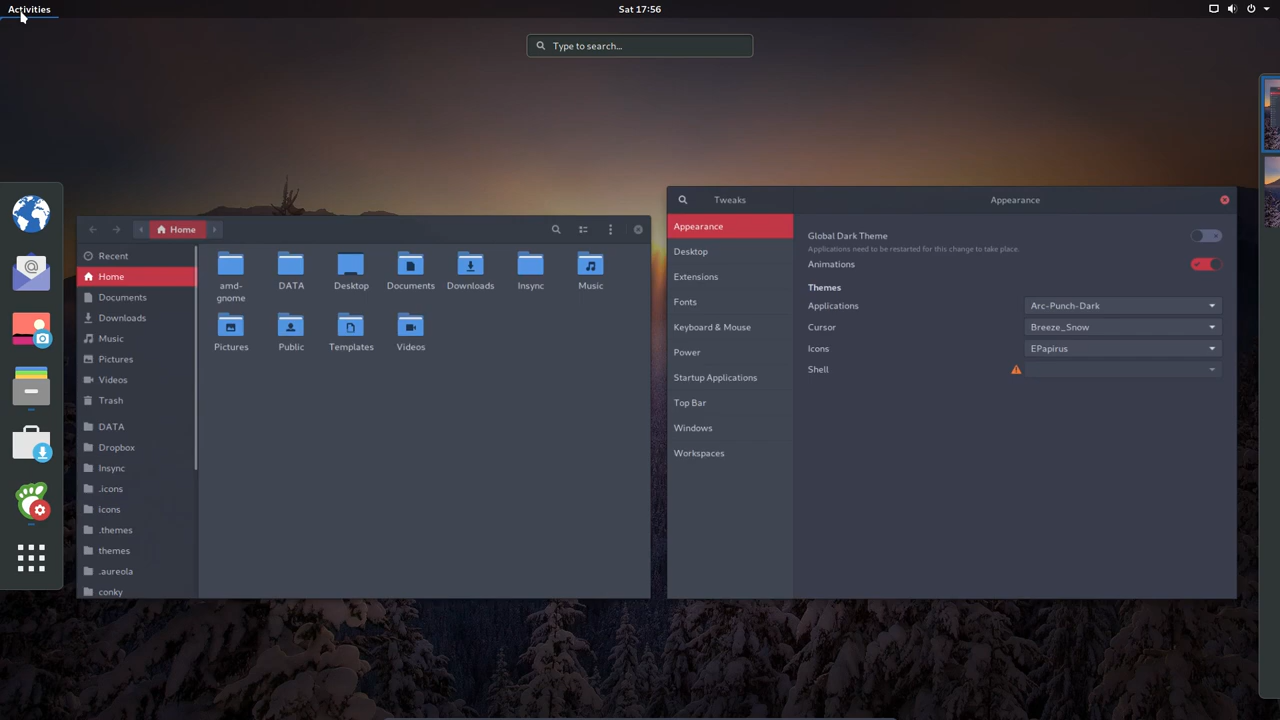 Activities
Sat 17:56
Type to search...
Home
Recent
Home
Documents
Downloads
Music
Pictures
Videos
Trash
DATA
Dropbox
Insync
.icons
icons
.themes
themes
.aureola
conky
amd-
gnome
DATA
Desktop
Documents
Downloads
Insync
Music
Pictures
Public
Templates
Videos
Tweaks
Appearance
Appearance
Desktop
Extensions
Fonts
Keyboard & Mouse
Power
Startup Applications
Top Bar
Windows
Workspaces
Global Dark Theme
Applications need to be restarted for this change to take place.
Animations
Themes
Applications
Arc-Punch-Dark
Cursor
Breeze_Snow
Icons
EPapirus
Shell